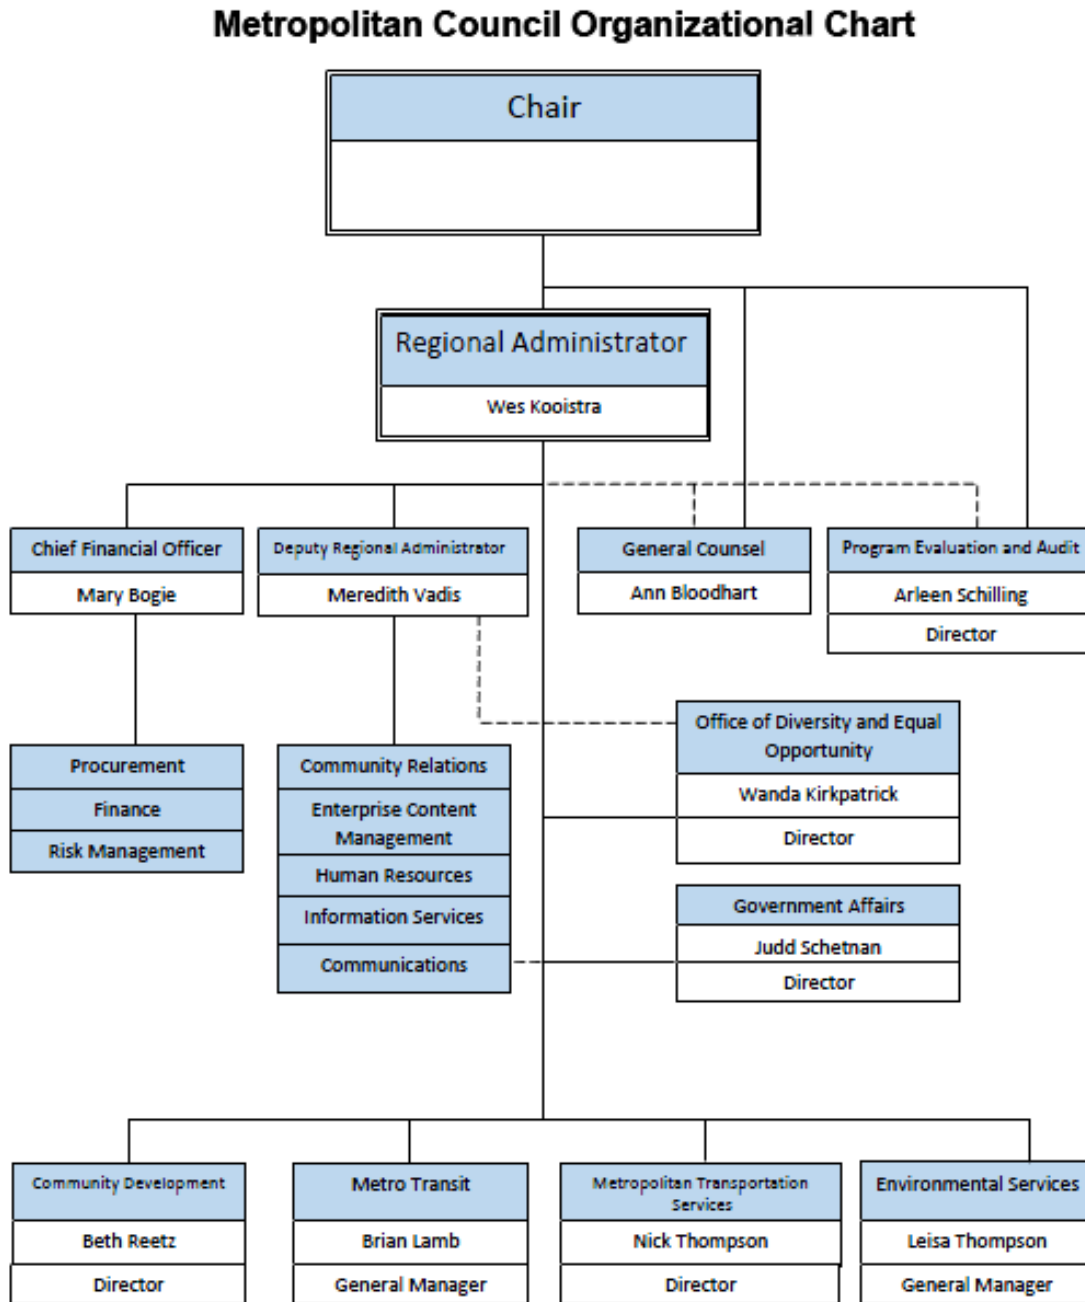 Metropolitan Council Organizational Chart
Chair
Regional Administrator
Wes Kooistra
Chief Financial Officer
Mary Bogie
Deputy Regional Administrator
Meredith Vadis
General Counsel
Ann Bloodhart
Program Evaluation and Audit
Arleen Schilling
Director
Office of Diversity and Equal
Opportunity
Wanda Kirkpatrick
Director
Procurement
Finance
Risk Management
Community Relations
Enterprise Content
Management
Human Resources
Information Services
Communications
Government Affairs
Judd Schetnan
Director
Community Development
Beth Reetz
Director
Metro Transit
Brian Lamb
General Manager
Metropolitan Transportation
Services
Nick Thompson
Director
Environmental Services
Leisa Thompson
General Manager